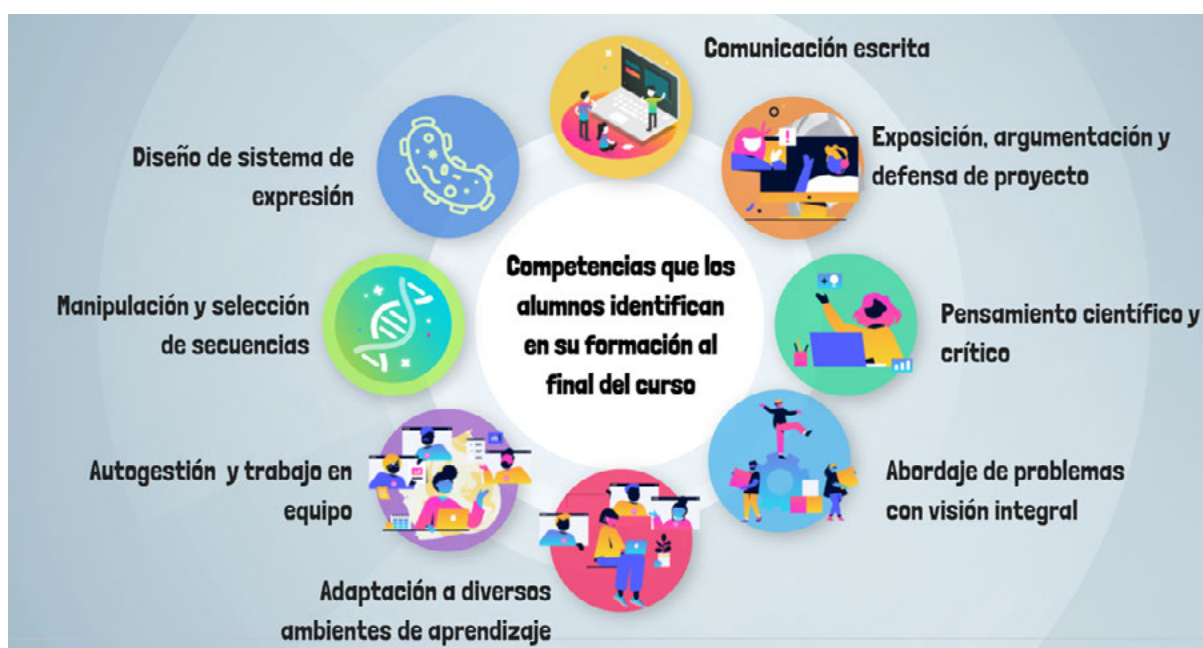 Competencias que los
alumnos identifican
en su formación al
final del curso
Comunicación escrita
Exposición, argumentación y
defensa de proyecto
Pensamiento científico y
crítico
Abordaje de problemas
con visión integral
Adaptación a diversos
ambientes de aprendizaje
Autogestión y trabajo en
equipo
Manipulación y selección
de secuencias
Diseño de sistema de
expresión